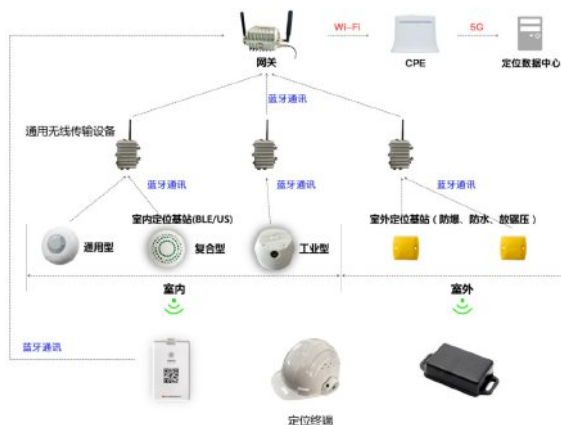 Wi-Fi
5G
网关
CPE
定位数据中心
蓝牙通讯
通用无线传输设备
蓝牙通讯
蓝牙通讯
蓝牙通讯
室内定位基站(BLE/US)
室外定位基站（防爆、防水、放碾压）
通用型
复合型
工业型
室内
室外
蓝牙通讯
定位终端